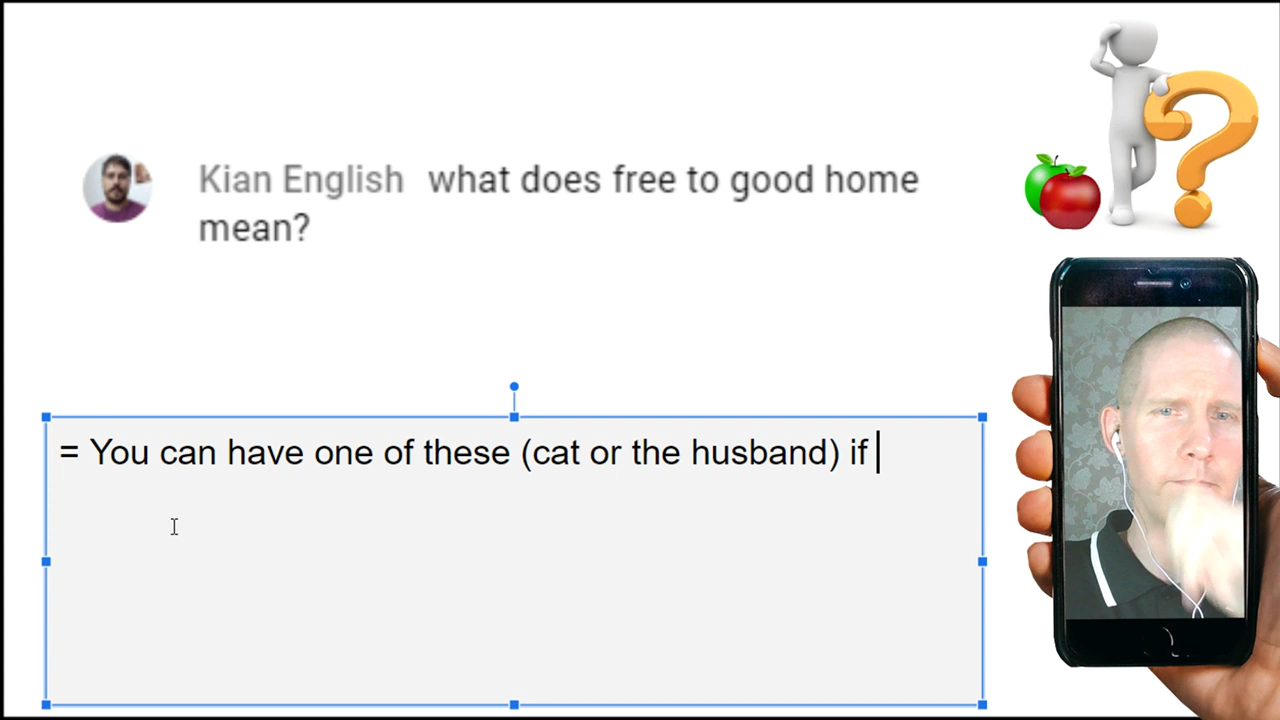 Kian English what does free to good home
mean?
= You can have one of these (cat or the husband) if